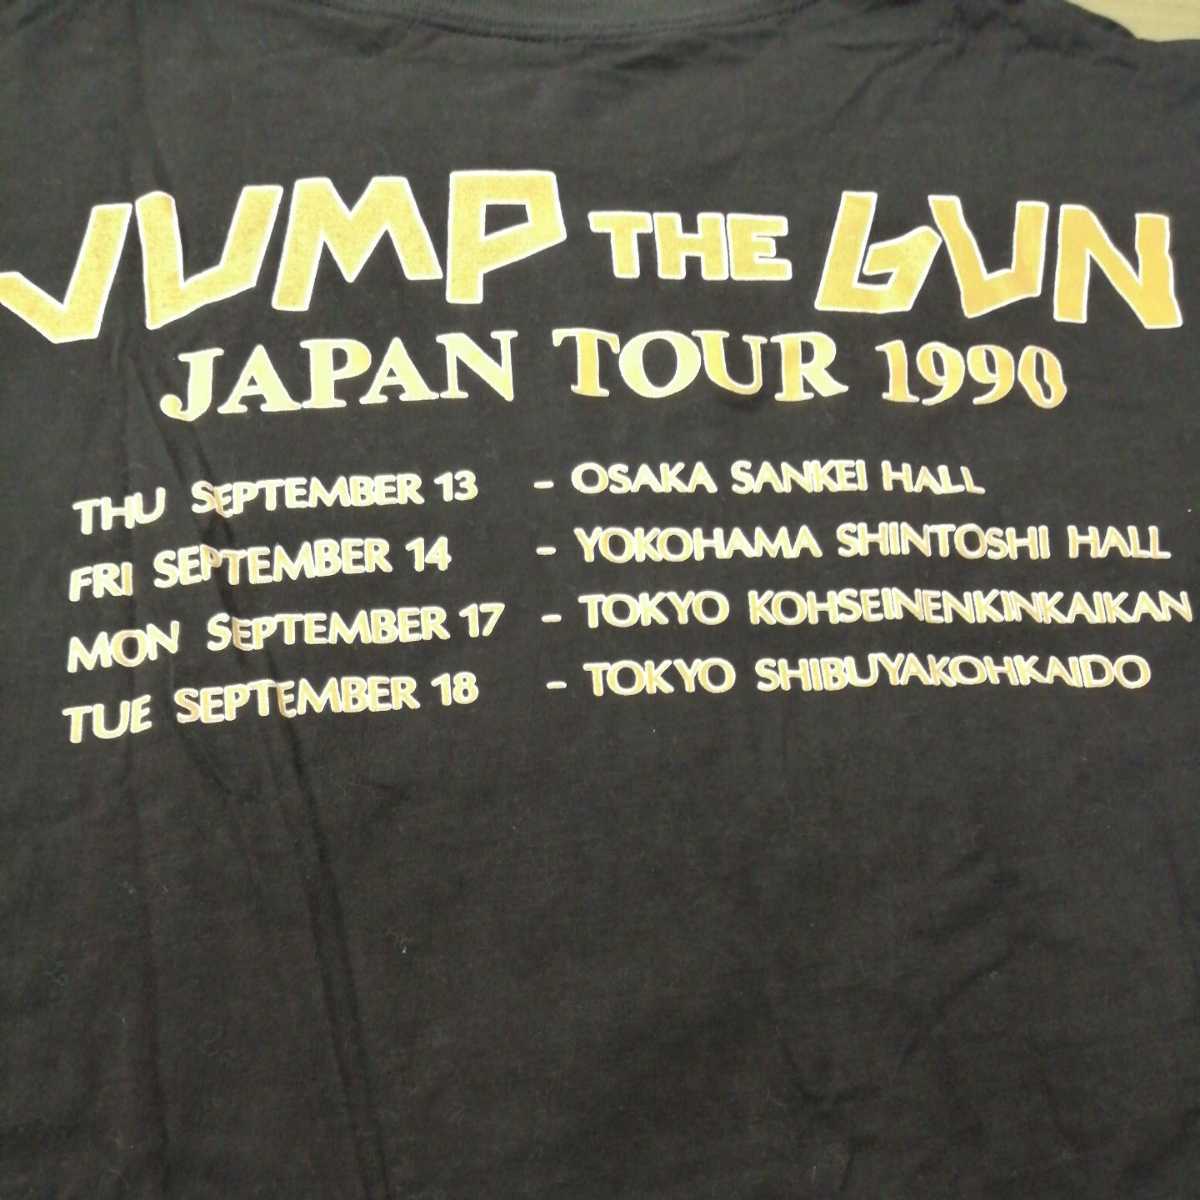 JUMP THE GUN
JAPAN TOUR 1990
THU SEPTEMBER 13 - OSAKA SANKEI HALL
FRI SEPTEMBER 14 - YOKOHAMA SHINTOSHI HALL
MON SEPTEMBER 17 - TOKYO KOHSEINENKINKAIKAN
TUE SEPTEMBER 18 - TOKYO SHIBUYAKOHKAIDO